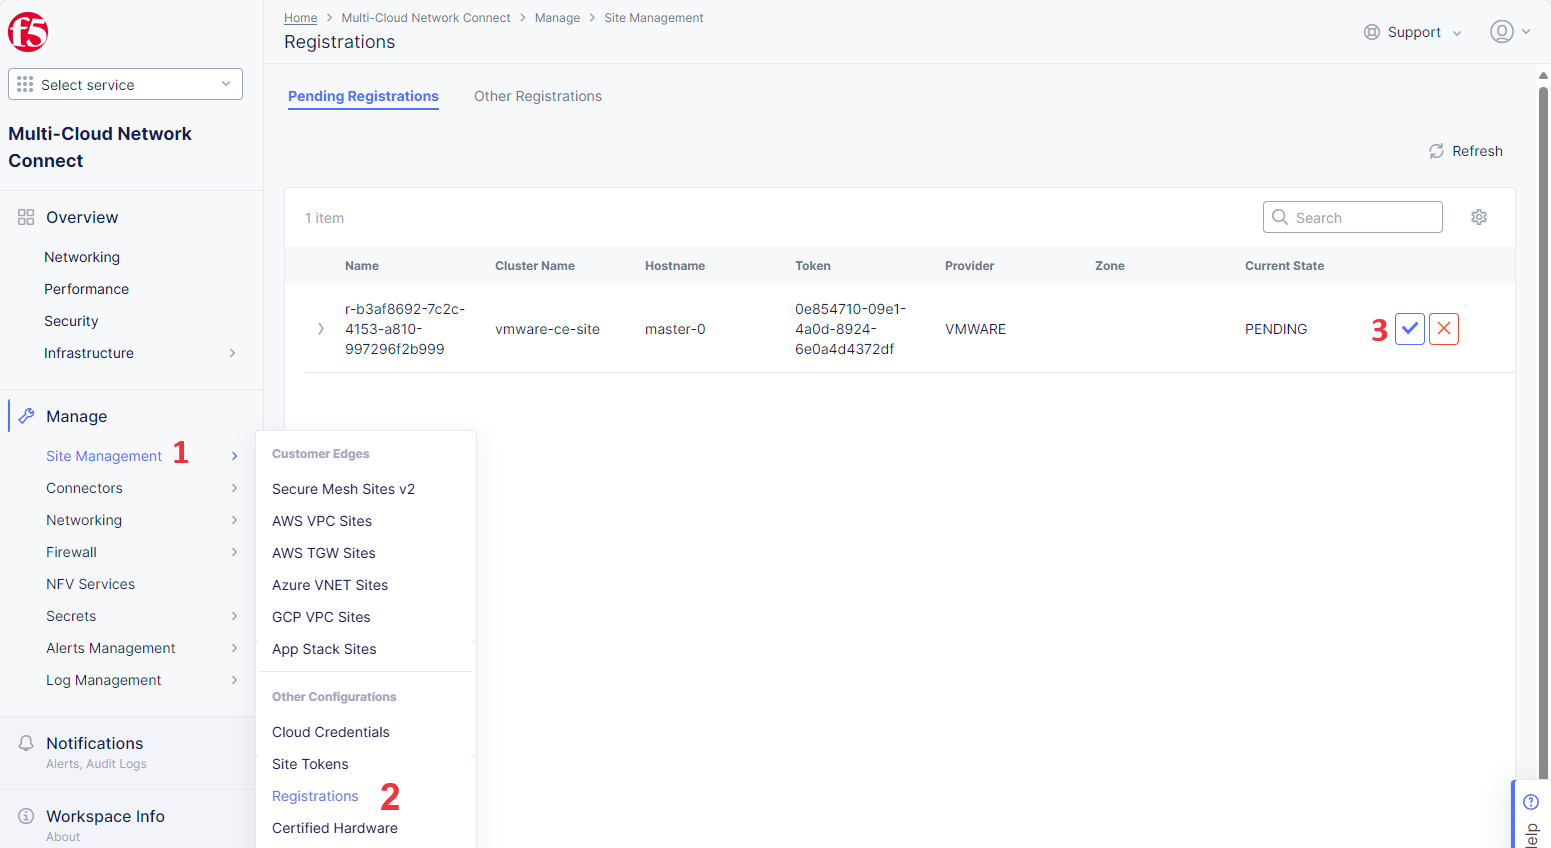 f5
Home > Multi-Cloud Network Connect > Manage > Site Management
Registrations
Support
Select service
Multi-Cloud Network
Connect
Pending Registrations
Other Registrations
Refresh
Overview
Networking
Performance
Security
Infrastructure
1 item
Search
Name Cluster Name Hostname Token Provider Zone Current State
r-b3af8692-7c2c-
4153-a810-
997296f2b999
vmware-ce-site
master-0
0e854710-09e1-
4a0d-8924-
6e0a4d4372df
VMWARE
PENDING
3
Manage
Site Management 1
Connectors
Networking
Firewall
NFV Services
Secrets
Alerts Management
Log Management
Customer Edges
Secure Mesh Sites v2
AWS VPC Sites
AWS TGW Sites
Azure VNET Sites
GCP VPC Sites
App Stack Sites
Other Configurations
Cloud Credentials
Site Tokens
Registrations 2
Certified Hardware
Notifications
Alerts, Audit Logs
Workspace Info
About